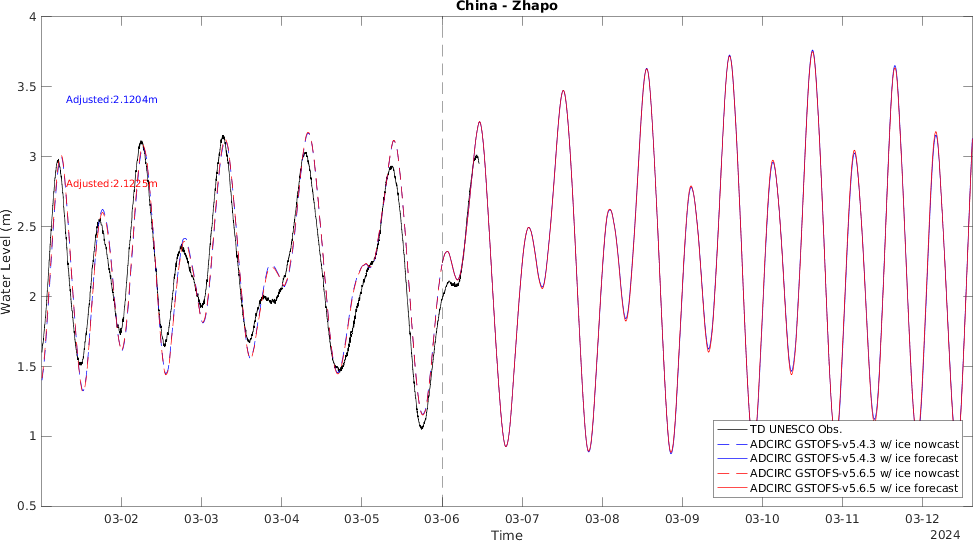 China - Zhapo
4
3.5
3
2.5
2
1.5
1
0.5
Water Level (m)
Adjusted:2.1204m
Adjusted:2.1225m
TD UNESCO Obs.
ADCIRC GSTOFS-v5.4.3 w/ ice nowcast
ADCIRC GSTOFS-v5.4.3 w/ ice forecast
ADCIRC GSTOFS-v5.6.5 w/ ice nowcast
ADCIRC GSTOFS-v5.6.5 w/ ice forecast
03-02 03-03 03-04 03-05 03-06 03-07 03-08 03-09 03-10 03-11 03-12
2024
Time